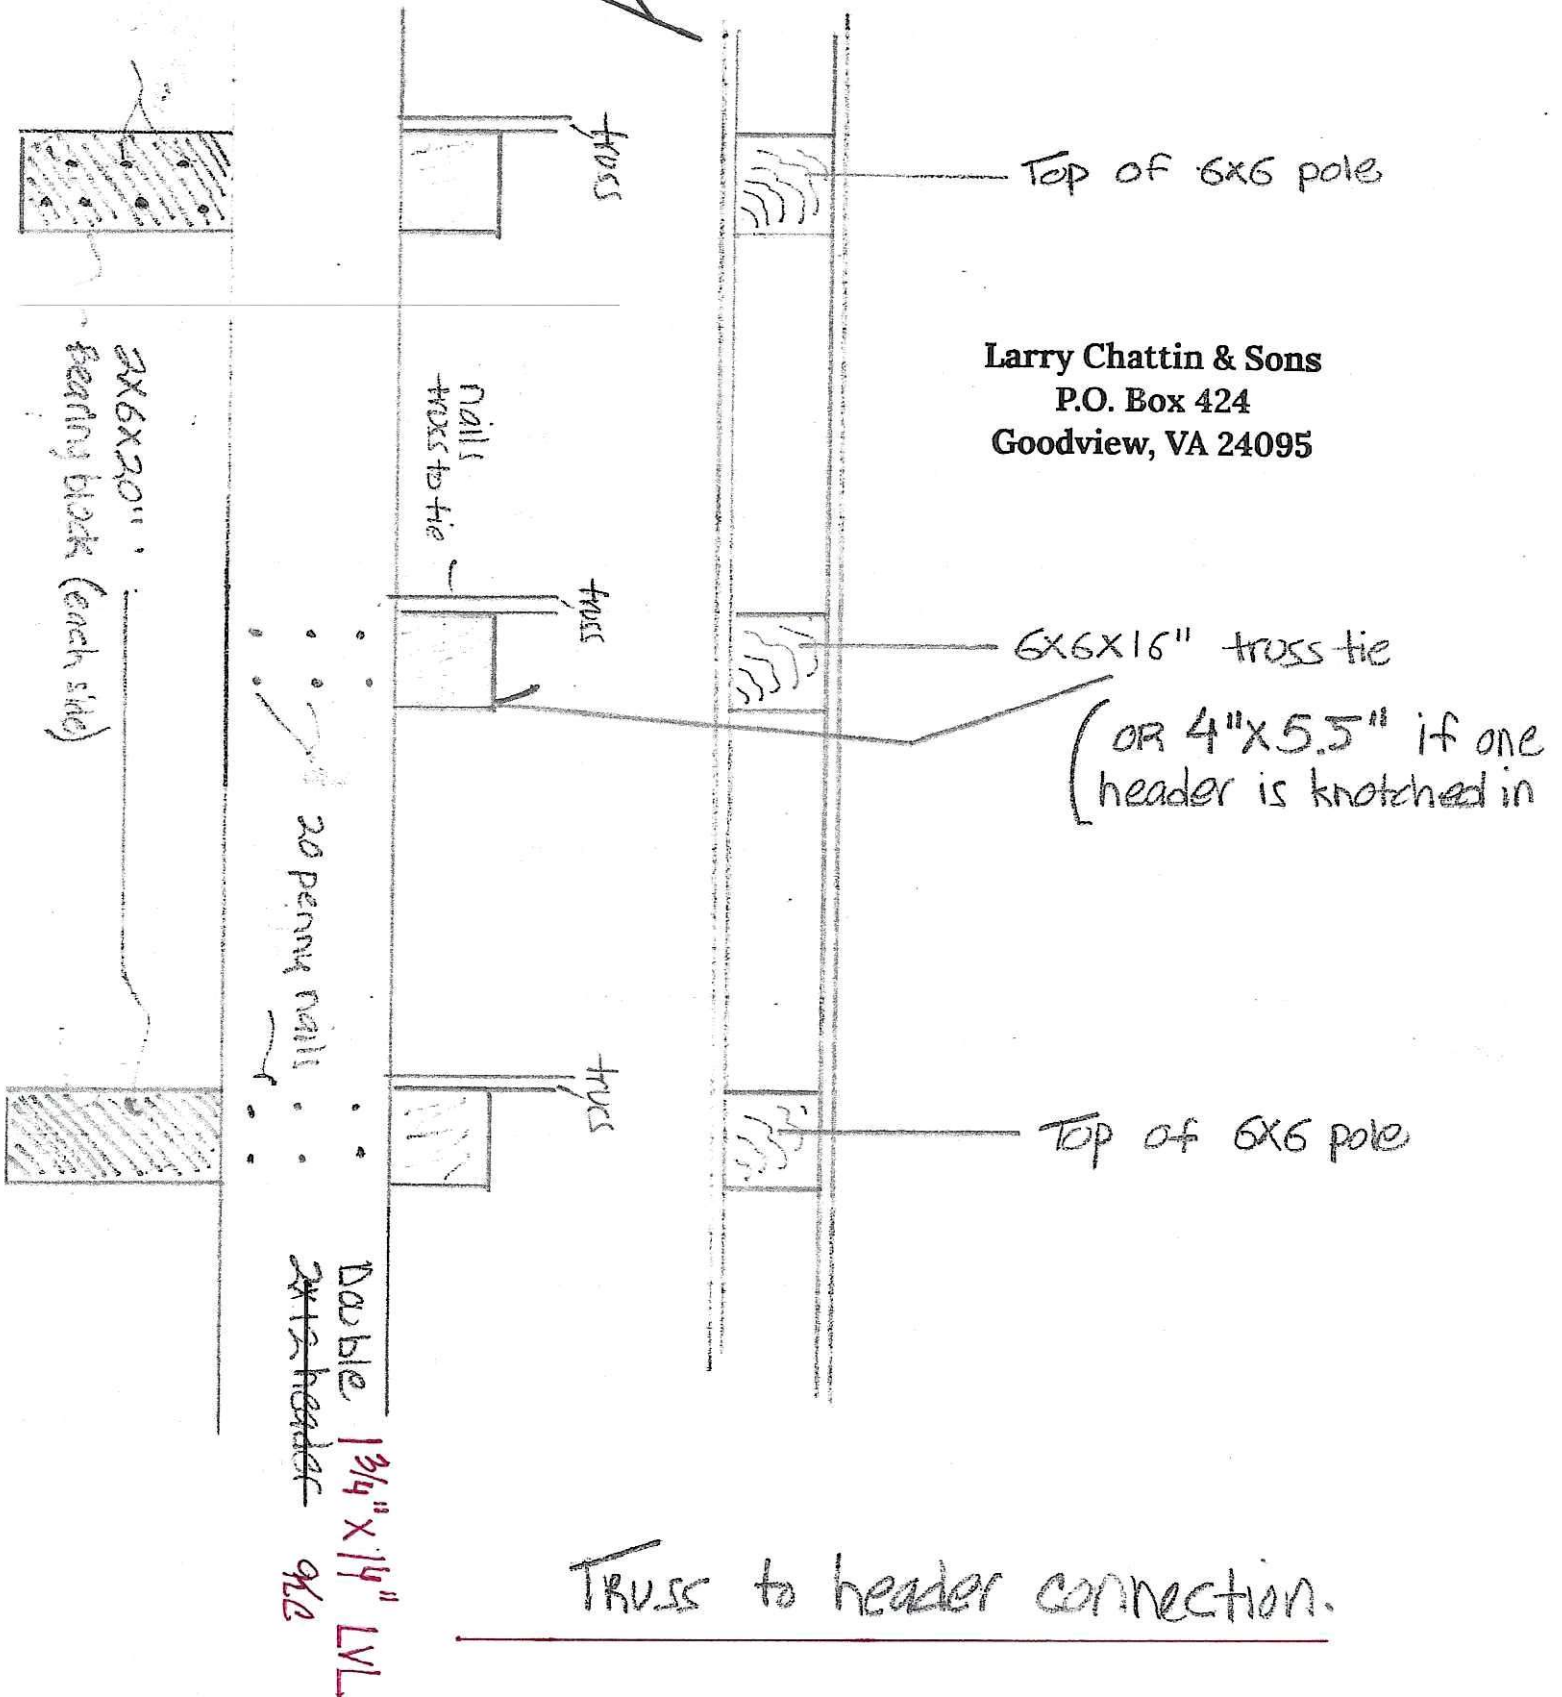 truss
Top of 6x6 pole
Larry Chattin & Sons
P.O. Box 424
Goodview, VA 24095
nails
truss to tie
2x6x20"
Bearing block (each side)
truss
6x6x16" truss tie
(OR 4"x5.5" if one
header is knotched in
20 penny nails
truss
Top of 6x6 pole
Double 1 3/4" x 14" LVL
2x12 header
TRUSS to header connection.